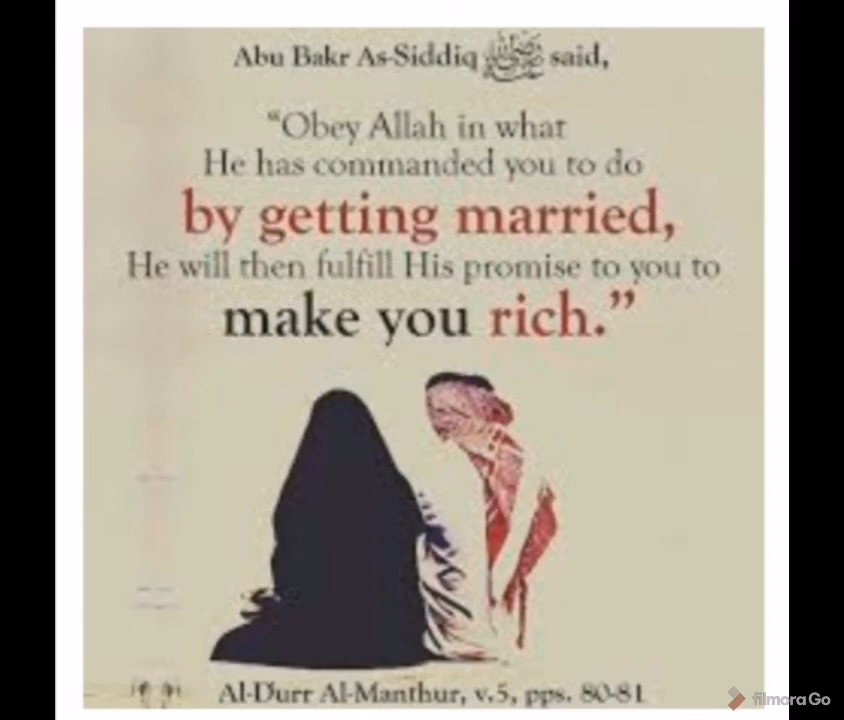 Abu Bakr As-Siddiq said,
“Obey Allah in what
He has commanded you to do
by getting married,
He will then fulfill His promise to you to
make you rich.”
Al-Durr Al-Manthur, v.5, pps. 80-81
filmoraGo